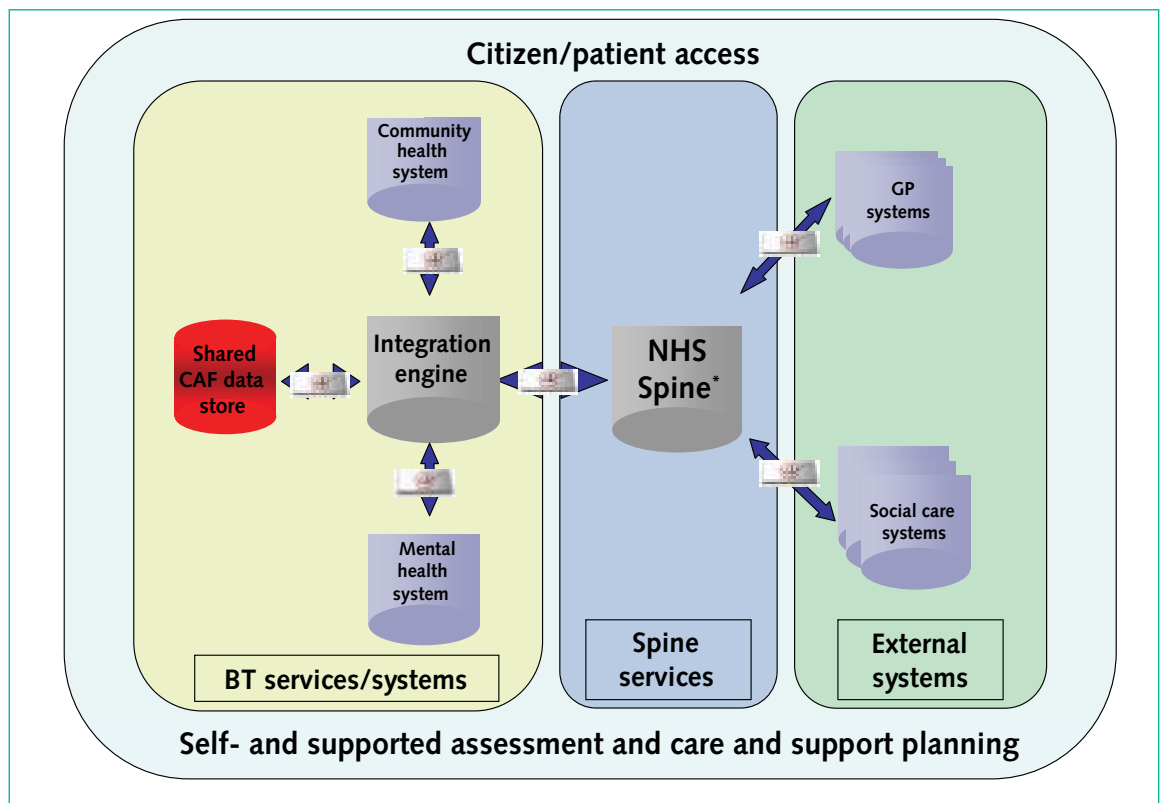 Citizen/patient access
Community
health
system
Shared
CAF data
store
Integration
engine
Mental
health
system
BT services/systems
NHS
Spine*
Spine
services
GP
systems
Social care
systems
External
systems
Self- and supported assessment and care and support planning